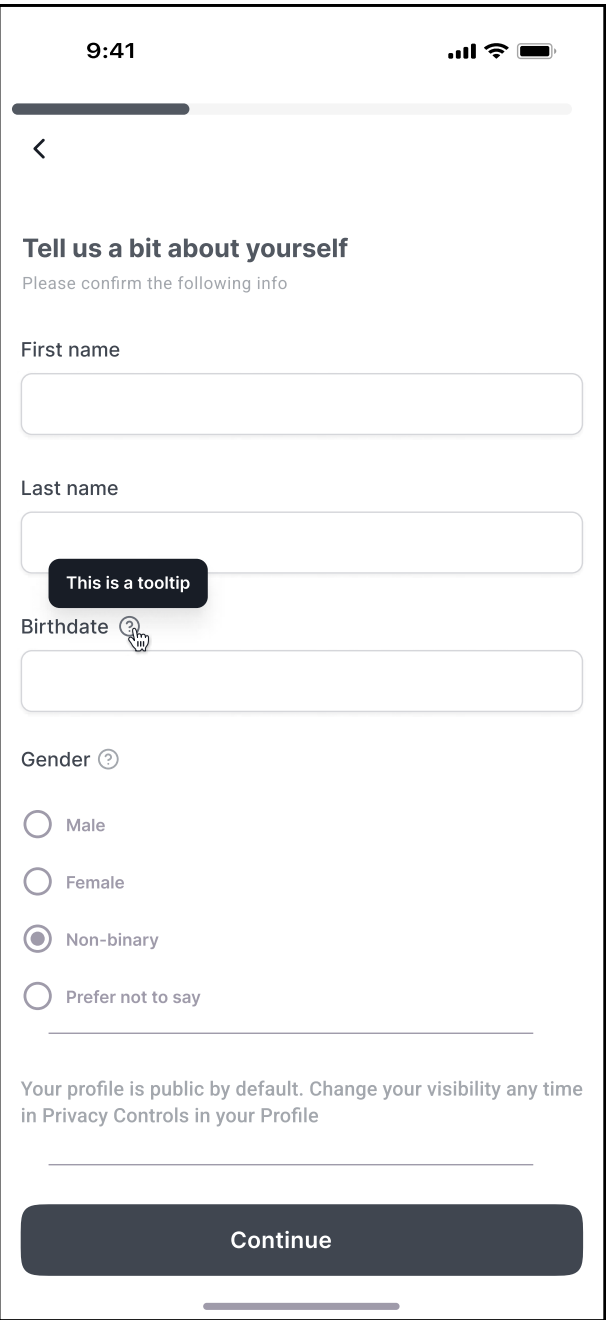 9:41
Tell us a bit about yourself
Please confirm the following info
First name
Last name
This is a tooltip
Birthdate ?
Gender ?
Male
Female
Non-binary
Prefer not to say
Your profile is public by default. Change your visibility any time
in Privacy Controls in your Profile
Continue